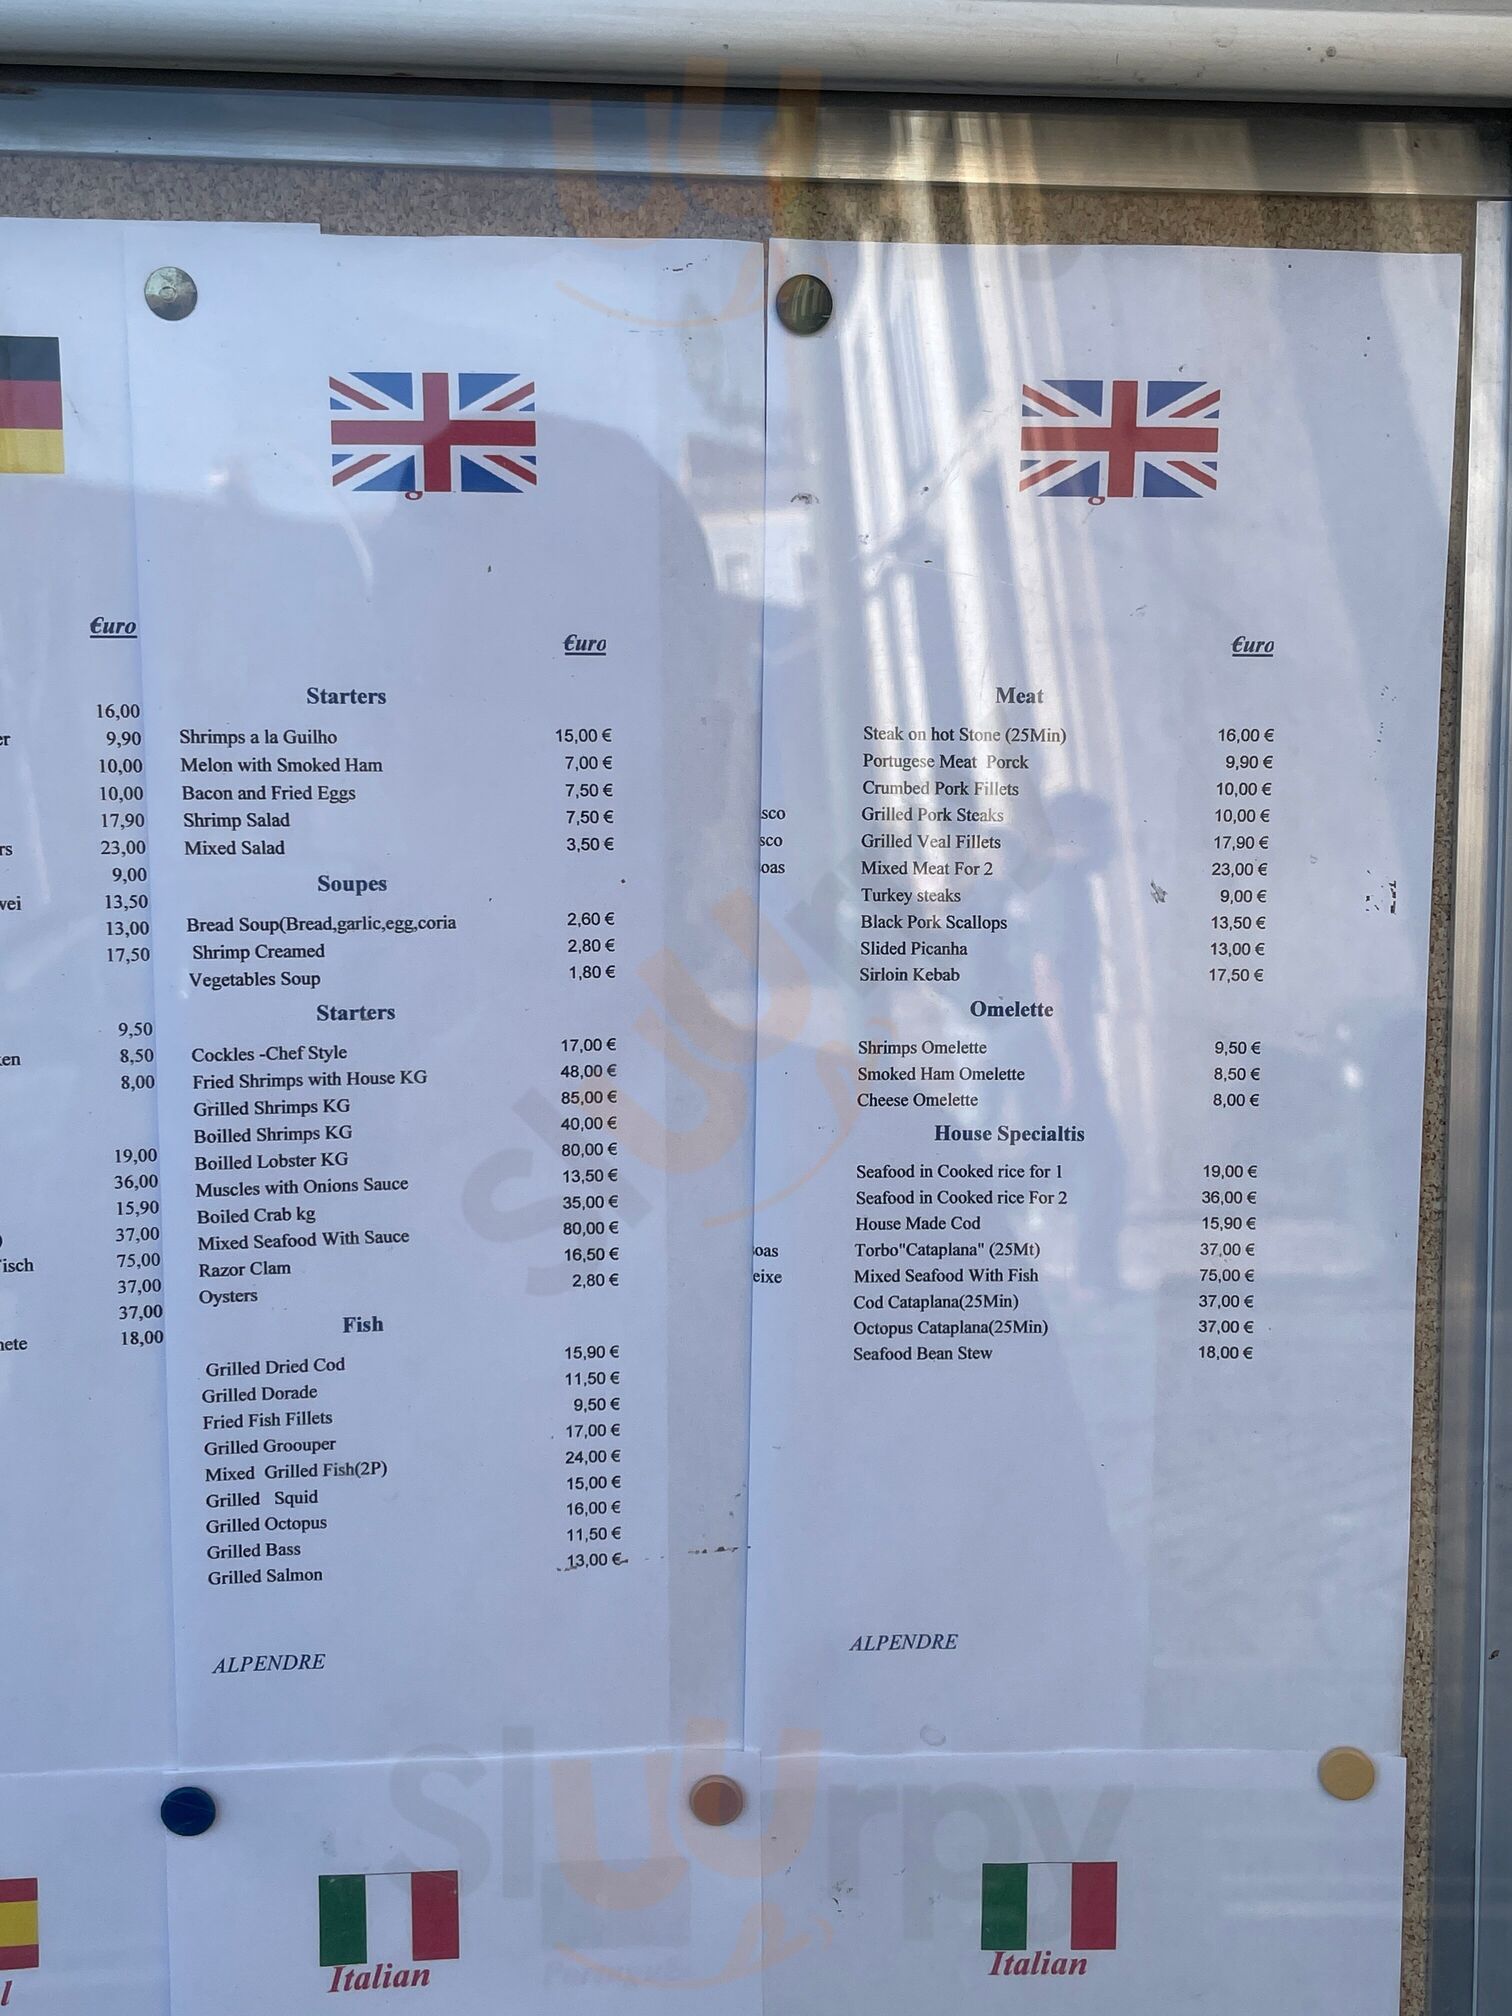 €uro
16,00
er 9,90
10,00
10,00
17,90
rs 23,00
9,00
wei 13,50
13,00
17,50
9,50
ken 8,50
8,00
19,00
36,00
15,90
) 37,00
Fisch 75,00
37,00
37,00
nete 18,00
l
€uro
Starters
Shrimps a la Guilho 15,00 €
Melon with Smoked Ham 7,00 €
Bacon and Fried Eggs 7,50 €
Shrimp Salad 7,50 €
Mixed Salad 3,50 €
Soupes
Bread Soup(Bread,garlic,egg,coria 2,60 €
Shrimp Creamed 2,80 €
Vegetables Soup 1,80 €
Starters
Cockles -Chef Style 17,00 €
Fried Shrimps with House KG 48,00 €
Grilled Shrimps KG 85,00 €
Boilled Shrimps KG 40,00 €
Boilled Lobster KG 80,00 €
Muscles with Onions Sauce 13,50 €
Boiled Crab kg 35,00 €
Mixed Seafood With Sauce 80,00 €
Razor Clam 16,50 €
Oysters 2,80 €
Fish
Grilled Dried Cod 15,90 €
Grilled Dorade 11,50 €
Fried Fish Fillets 9,50 €
Grilled Groouper 17,00 €
Mixed Grilled Fish(2P) 24,00 €
Grilled Squid 15,00 €
Grilled Octopus 16,00 €
Grilled Bass 11,50 €
Grilled Salmon 13,00 €
ALPENDRE
sco
sco
oas
oas
eixe
€uro
Meat
Steak on hot Stone (25Min) 16,00 €
Portugese Meat Porck 9,90 €
Crumbed Pork Fillets 10,00 €
Grilled Pork Steaks 10,00 €
Grilled Veal Fillets 17,90 €
Mixed Meat For 2 23,00 €
Turkey steaks 9,00 €
Black Pork Scallops 13,50 €
Slided Picanha 13,00 €
Sirloin Kebab 17,50 €
Omelette
Shrimps Omelette 9,50 €
Smoked Ham Omelette 8,50 €
Cheese Omelette 8,00 €
House Specialtis
Seafood in Cooked rice for 1 19,00 €
Seafood in Cooked rice For 2 36,00 €
House Made Cod 15,90 €
Torbo"Cataplana" (25Mt) 37,00 €
Mixed Seafood With Fish 75,00 €
Cod Cataplana(25Min) 37,00 €
Octopus Cataplana(25Min) 37,00 €
Seafood Bean Stew 18,00 €
ALPENDRE
Italian
Italian
Sluurpy
Sluurpy